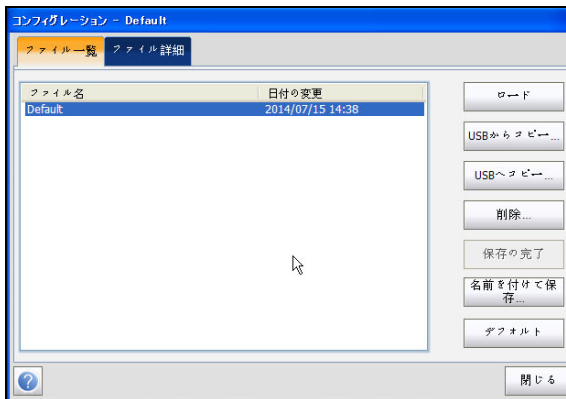 コンフィグレーション - Default
ファイル一覧 ファイル詳細
ファイル名 日付の変更
Default 2014/07/15 14:38
ロード
USBからコピー...
USBへコピー...
削除...
保存の完了
名前を付けて保
存...
デフォルト
?
閉じる